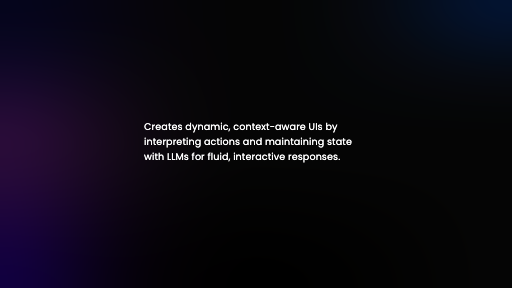 Creates dynamic, context-aware UIs by
interpreting actions and maintaining state
with LLMs for fluid, interactive responses.